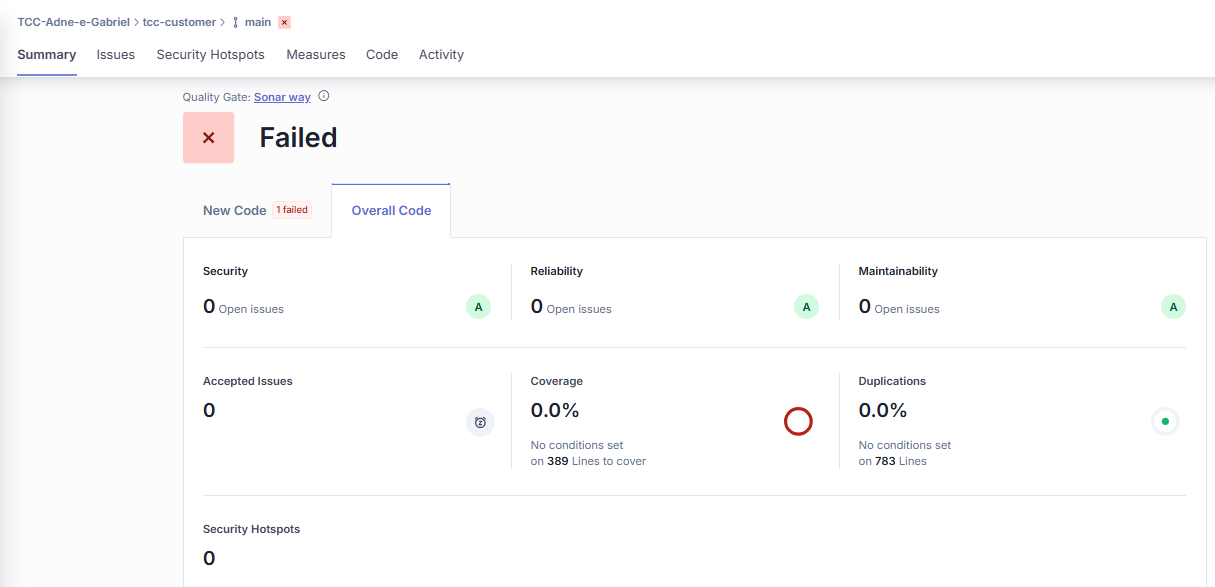 TCC-Adne-e-Gabriel > tcc-customer > main
Summary Issues Security Hotspots Measures Code Activity
Quality Gate: Sonar way
Failed
New Code 1 failed Overall Code
Security Reliability Maintainability
0 Open issues A 0 Open issues A 0 Open issues A
Accepted Issues Coverage Duplications
0 0.0% 0.0%
No conditions set No conditions set
on 389 Lines to cover on 783 Lines
Security Hotspots
0